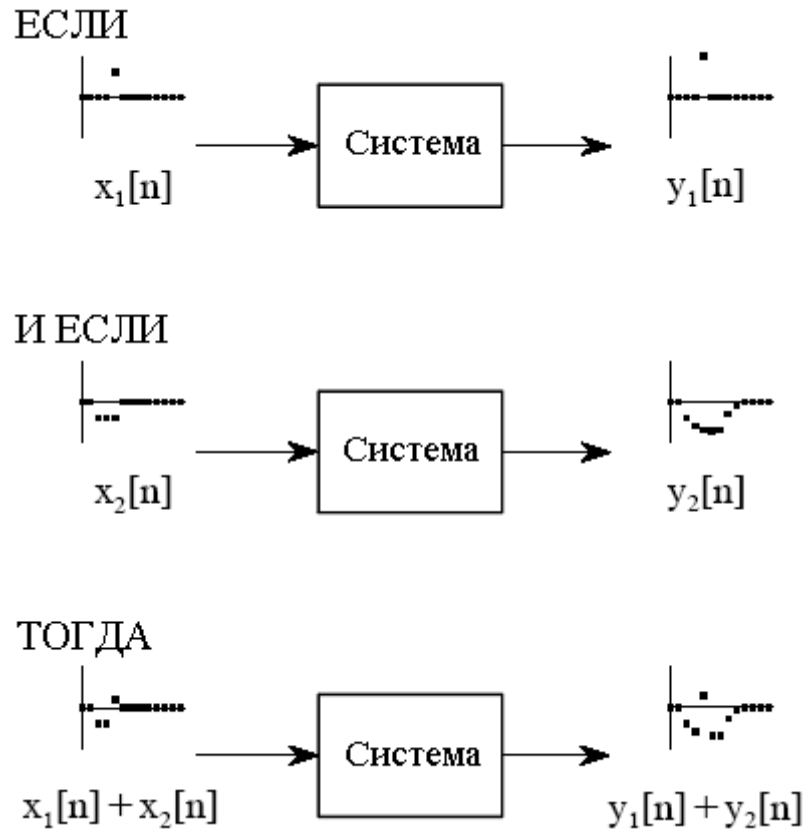 ЕСЛИ
Система
x₁[n]
y₁[n]
И ЕСЛИ
Система
x₂[n]
y₂[n]
ТОГДА
Система
x₁[n] + x₂[n]
y₁[n] + y₂[n]